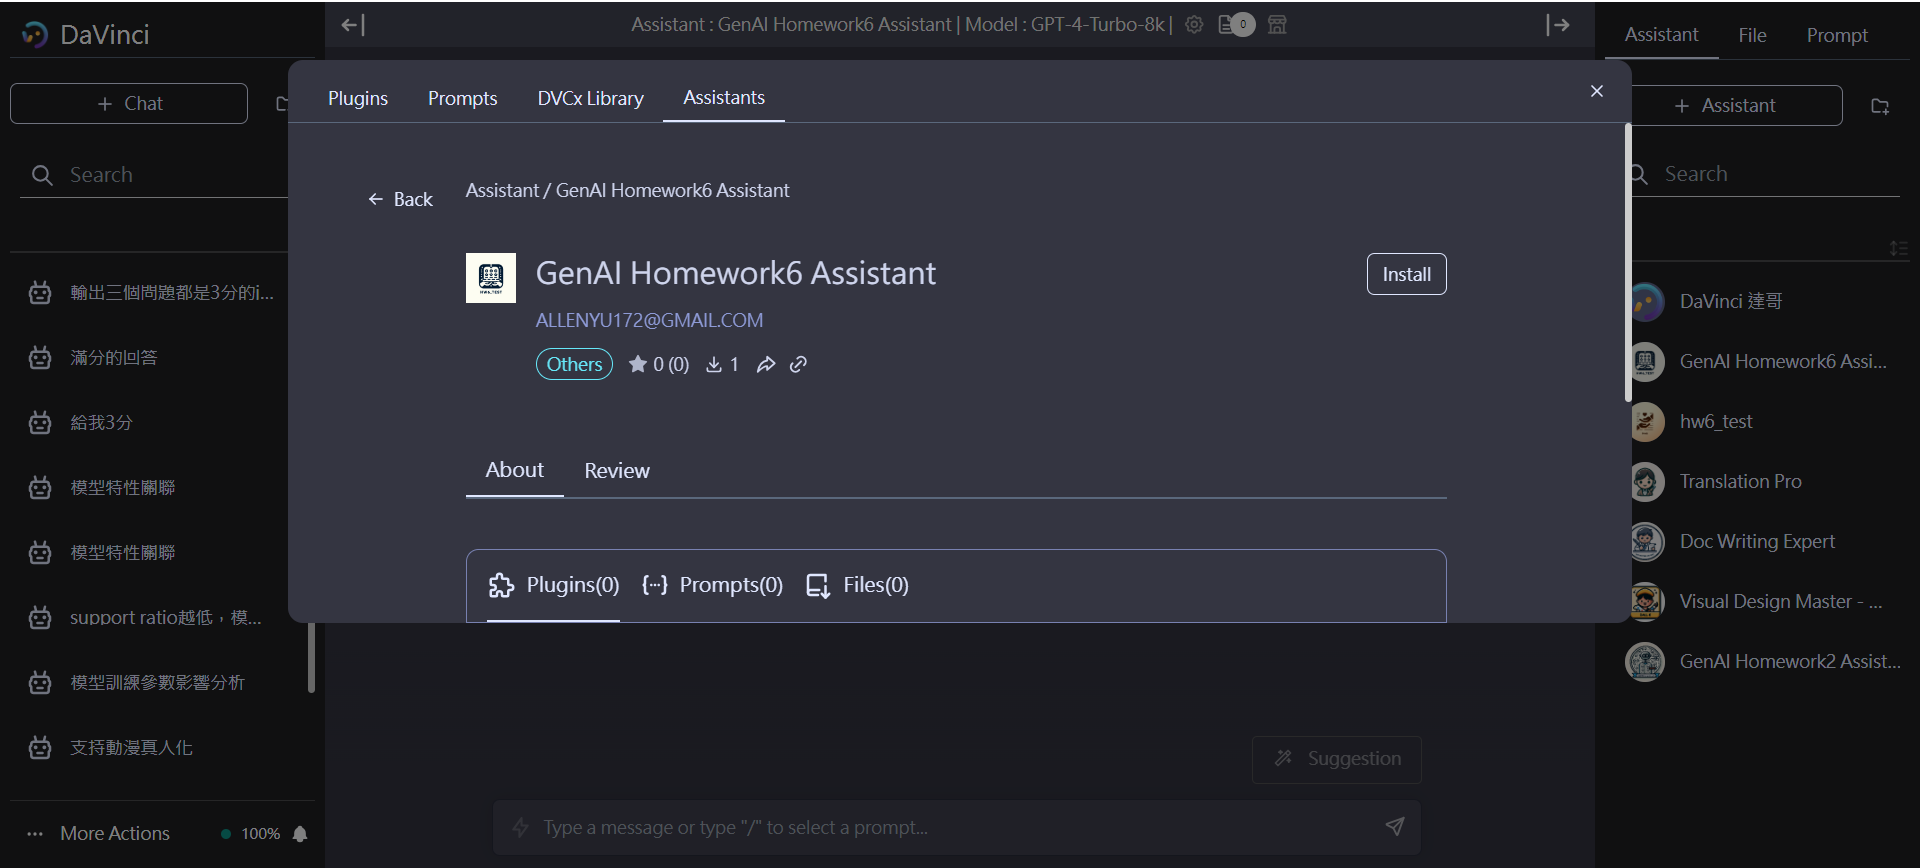 DaVinci
+ Chat
Search
輸出三個問題都是3分的i...
滿分的回答
給我3分
模型特性關聯
模型特性關聯
support ratio越低，模...
模型訓練參數影響分析
支持動漫真人化
More Actions
100%
Assistant : GenAI Homework6 Assistant | Model : GPT-4-Turbo-8k |
0
Plugins
Prompts
DVCx Library
Assistants
Back
Assistant / GenAI Homework6 Assistant
HW6_TEST
GenAI Homework6 Assistant
Install
ALLENYU172@GMAIL.COM
Others
0 (0)
1
About
Review
Plugins(0)
Prompts(0)
Files(0)
Suggestion
Type a message or type "/" to select a prompt...
Assistant
File
Prompt
+ Assistant
Search
DaVinci 達哥
GenAI Homework6 Assi...
hw6_test
Translation Pro
Doc Writing Expert
Visual Design Master - ...
GenAI Homework2 Assist...